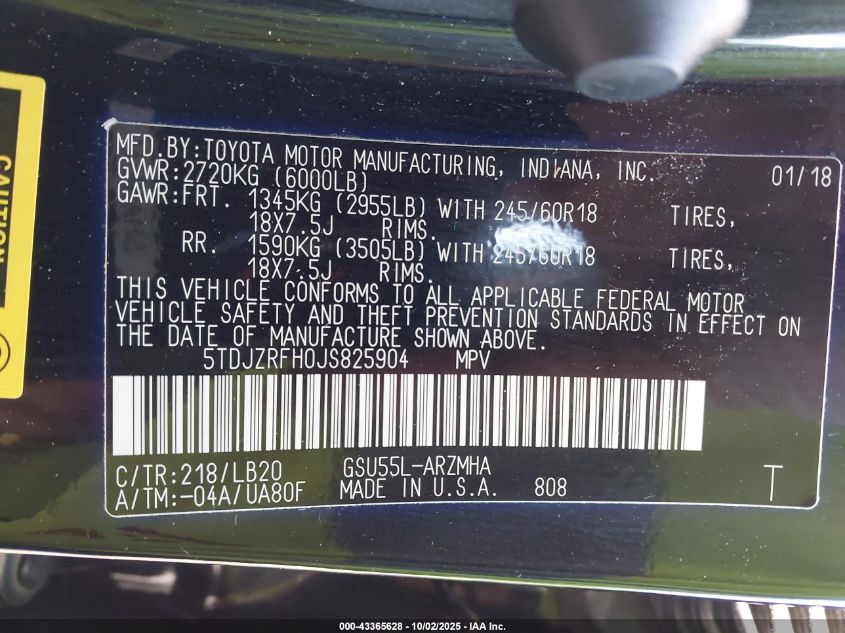 CAUTION
MFD.BY:TOYOTA MOTOR MANUFACTURING, INDIANA, INC. 01/18
GVWR:2720KG (6000LB)
GAWR:FRT. 1345KG (2955LB) WITH 245/60R18 TIRES,
18X7.5J RIMS.
RR. 1590KG (3505LB) WITH 245/60R18 TIRES,
18X7.5J RIMS.
THIS VEHICLE CONFORMS TO ALL APPLICABLE FEDERAL MOTOR
VEHICLE SAFETY AND THEFT PREVENTION STANDARDS IN EFFECT ON
THE DATE OF MANUFACTURE SHOWN ABOVE.
5TDJZRFH0JS825904 MPV
C/TR:218/LB20 GSU55L-ARZMHA
A/TM:-04A/UA80F MADE IN U.S.A. 808 T
000-43365628 - 10/02/2025 - IAA Inc.